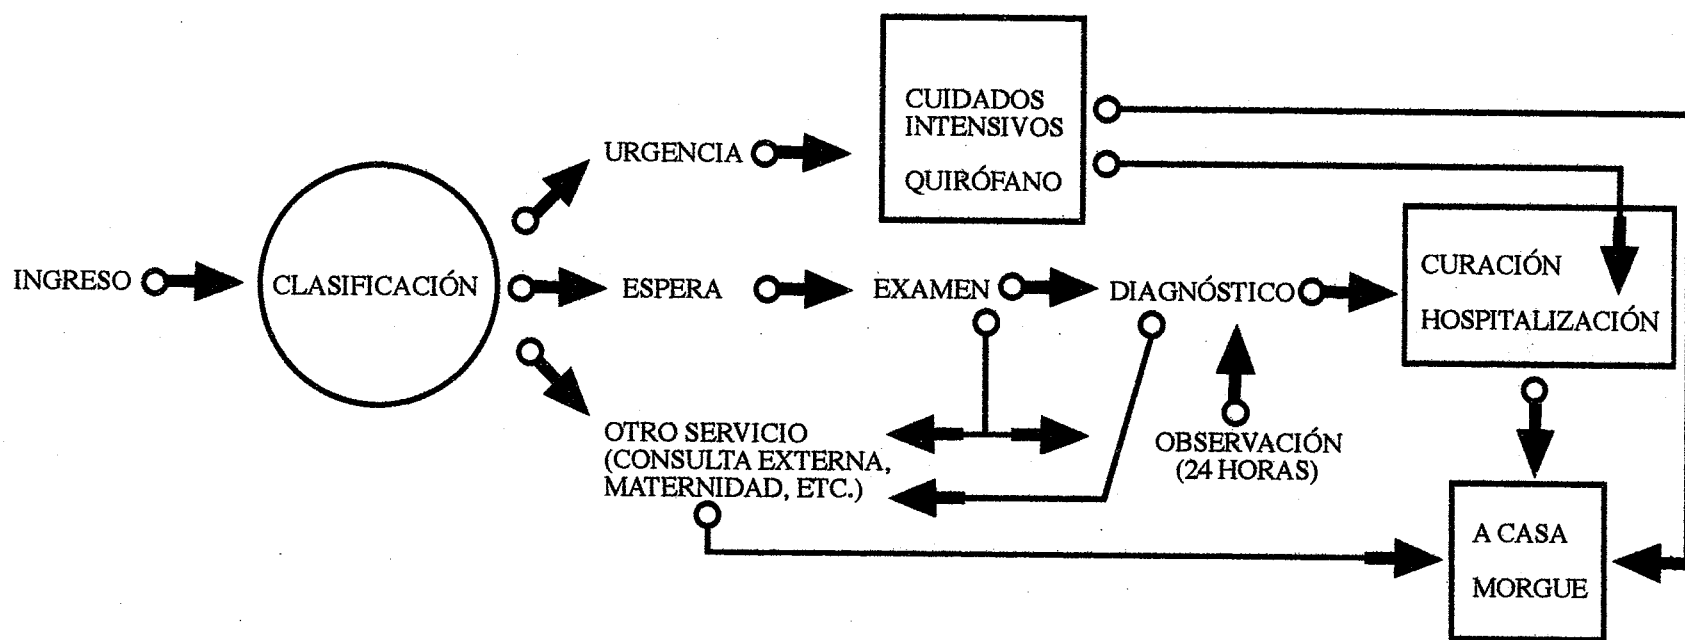 CUIDADOS
INTENSIVOS
QUIRÓFANO
URGENCIA
INGRESO
CLASIFICACIÓN
ESPERA
EXAMEN
DIAGNÓSTICO
CURACIÓN
HOSPITALIZACIÓN
OTRO SERVICIO
(CONSULTA EXTERNA,
MATERNIDAD, ETC.)
OBSERVACIÓN
(24 HORAS)
A CASA
MORGUE